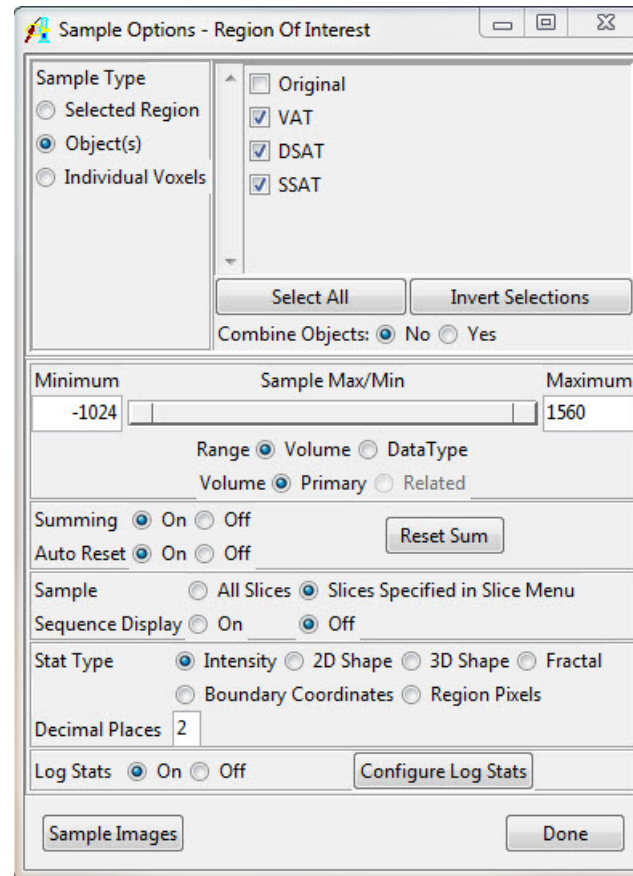 Sample Options - Region Of Interest
Sample Type
Selected Region
Object(s)
Individual Voxels
Original
VAT
DSAT
SSAT
Select All Invert Selections
Combine Objects: No Yes
Minimum Sample Max/Min Maximum
-1024 1560
Range Volume DataType
Volume Primary Related
Summing On Off
Reset Sum
Auto Reset On Off
Sample All Slices Slices Specified in Slice Menu
Sequence Display On Off
Stat Type Intensity 2D Shape 3D Shape Fractal
Boundary Coordinates Region Pixels
Decimal Places 2
Log Stats On Off Configure Log Stats
Sample Images Done